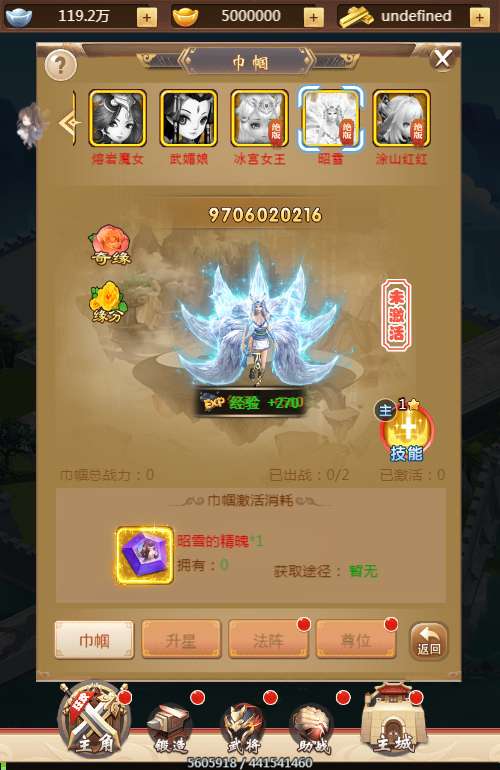 119.2万
5000000
undefined
?
巾帼
绝版
绝版
绝版
熔岩魔女
武媚娘
冰宫女王
昭雪
涂山红红
9706020216
奇缘
缘分
未激活
EXP 经验 +270
主
1
技能
巾帼总战力：0
已出战：0/2
已激活：0
巾帼激活消耗
昭雪的精魄*1
拥有：0
获取途径： 暂无
巾帼
升星
法阵
尊位
返回
主角
锻造
武将
助战
主城
5605918 / 441541460